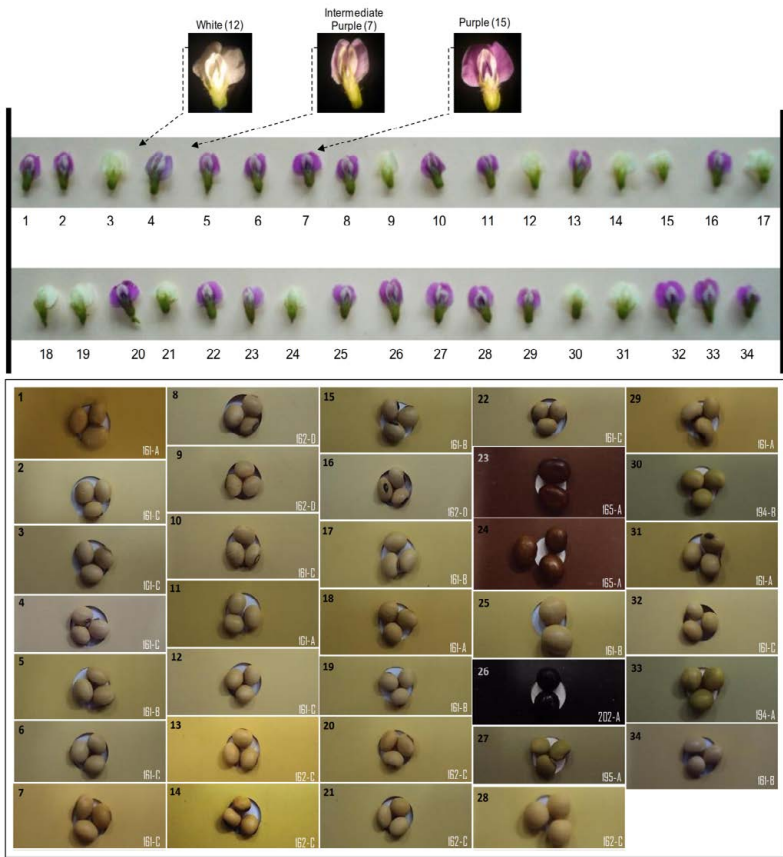 White (12)
Intermediate
Purple (7)
Purple (15)
1 2 3 4 5 6 7 8 9 10 11 12 13 14 15 16 17
18 19 20 21 22 23 24 25 26 27 28 29 30 31 32 33 34
1
161-A
2
161-C
3
161-C
4
161-C
5
161-B
6
161-C
7
161-C
8
162-D
9
162-D
10
161-C
11
161-A
12
161-C
13
162-C
14
162-C
15
161-B
16
162-D
17
161-B
18
161-A
19
161-B
20
162-C
21
162-C
22
161-C
23
165-A
24
165-A
25
161-B
26
202-A
27
195-A
28
162-C
29
161-A
30
194-B
31
161-A
32
161-C
33
194-A
34
161-B